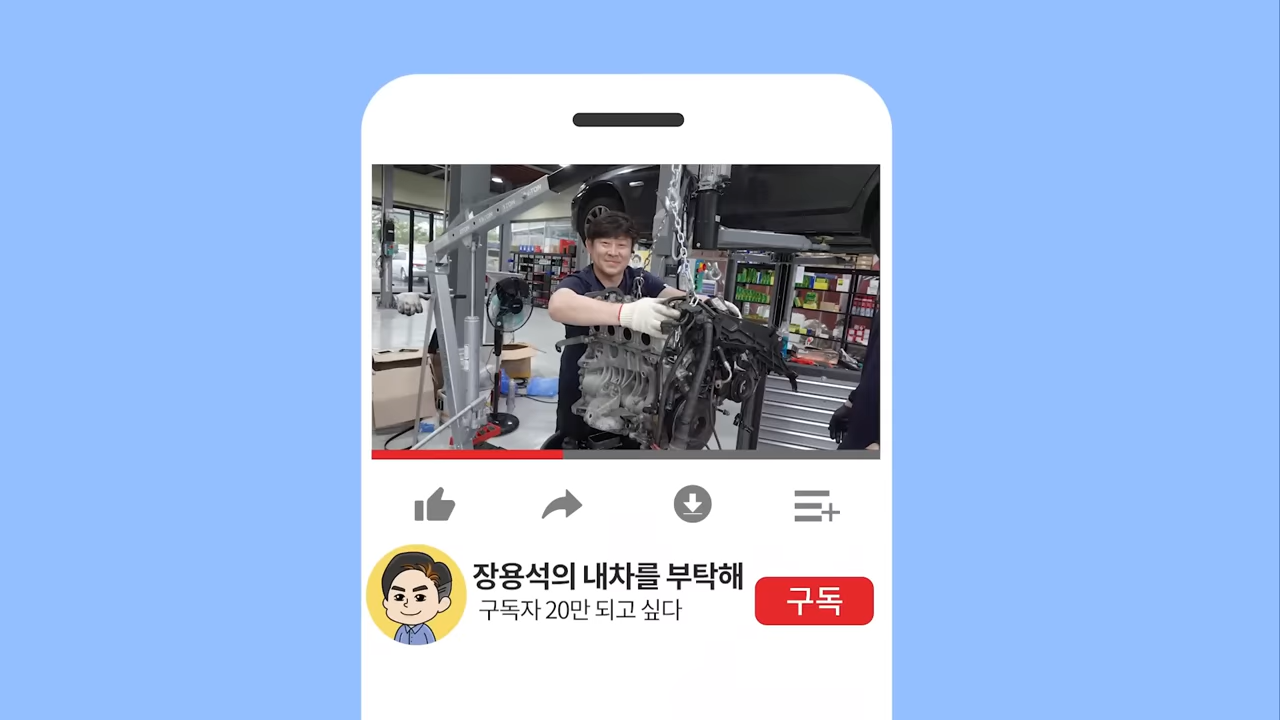 장용석의 내차를 부탁해
구독자 20만 되고 싶다
구독